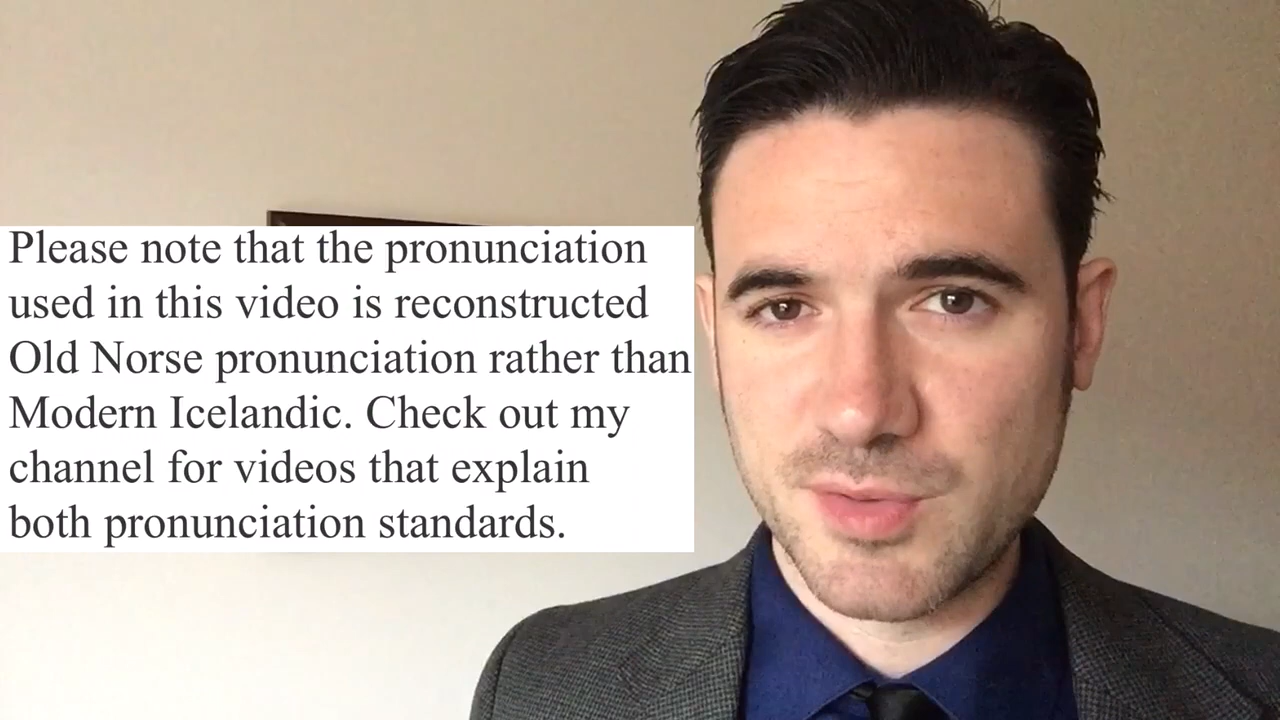 Please note that the pronunciation
used in this video is reconstructed
Old Norse pronunciation rather than
Modern Icelandic. Check out my
channel for videos that explain
both pronunciation standards.